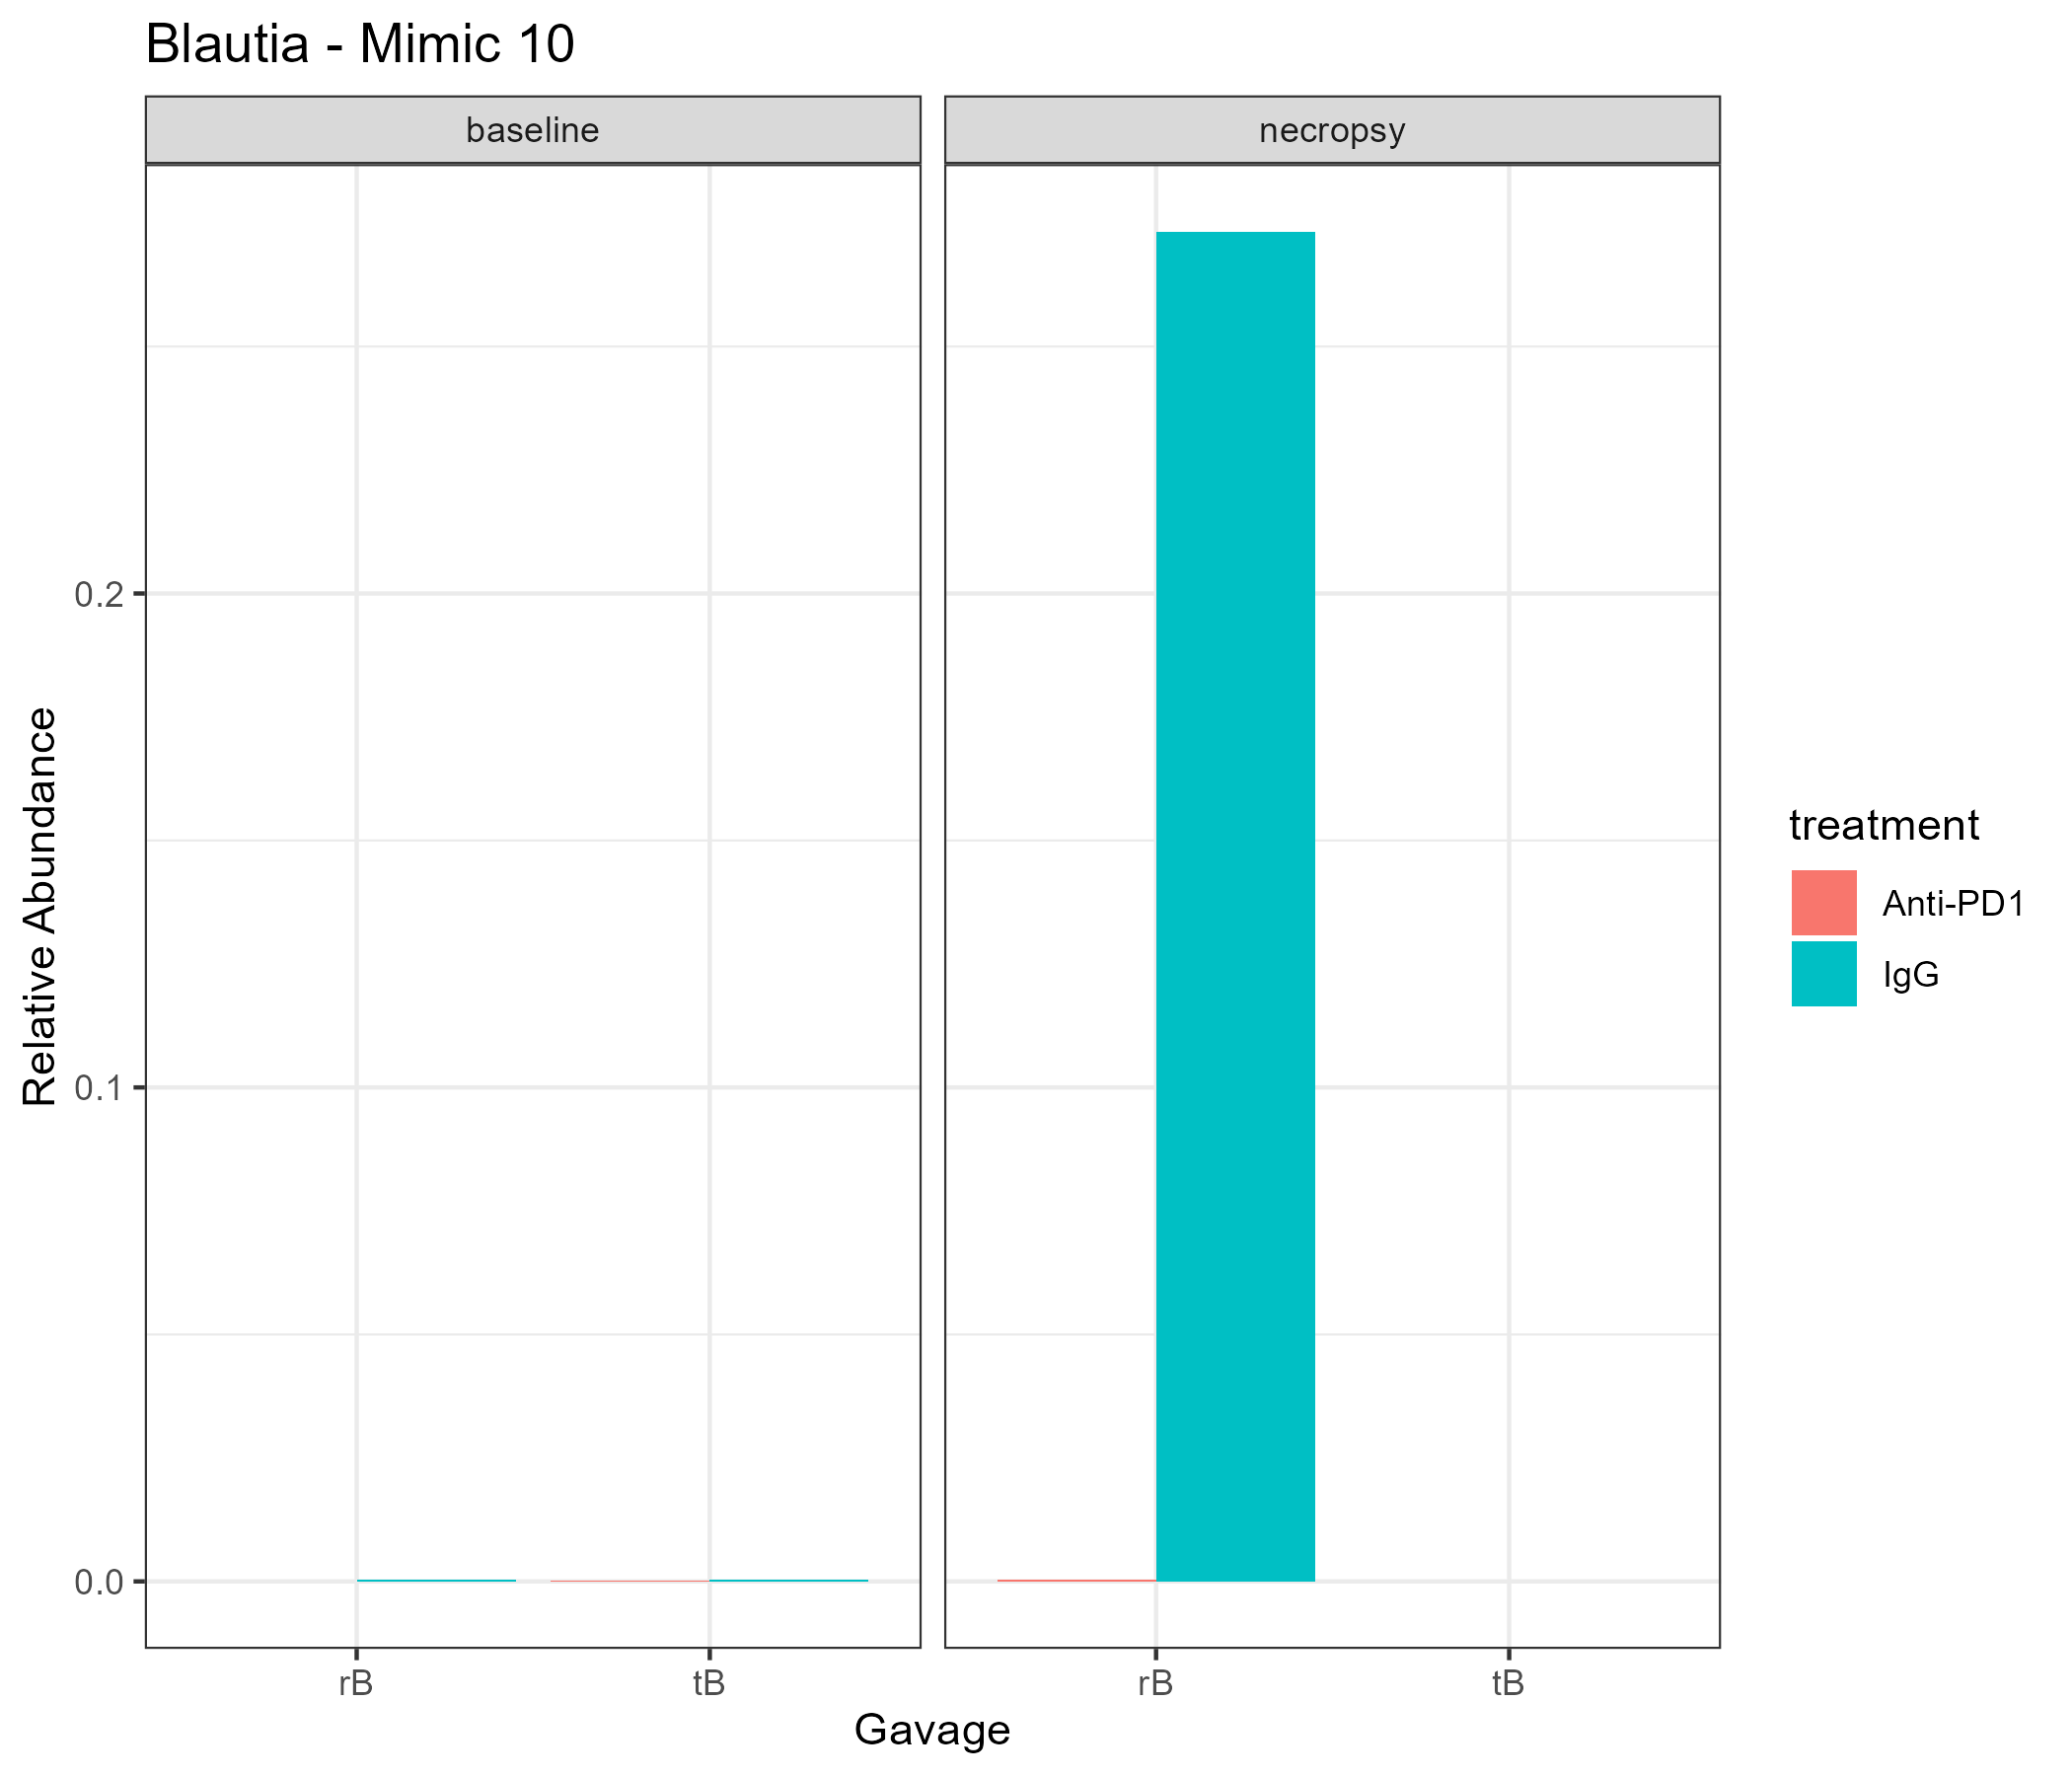 Blautia - Mimic 10
baseline
necropsy
Relative Abundance
0.2
0.1
0.0
rB
tB
rB
tB
Gavage
treatment
Anti-PD1
IgG